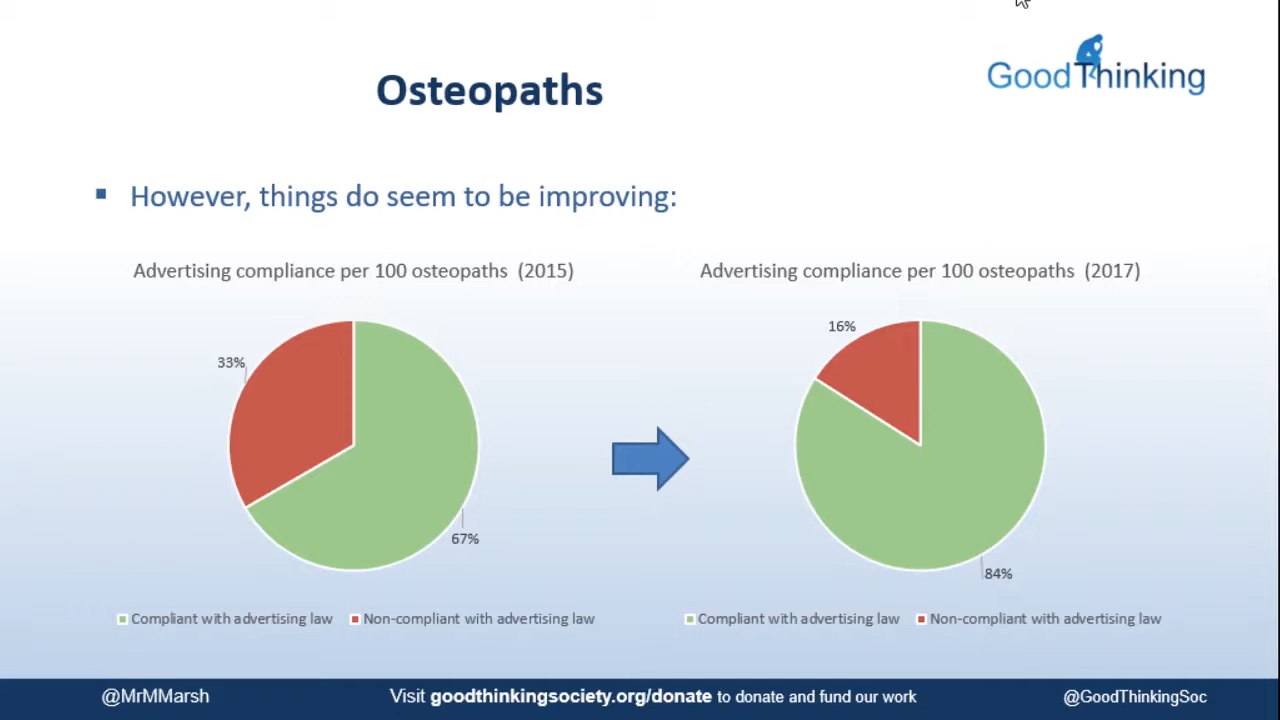 GoodThinking
Osteopaths
However, things do seem to be improving:
Advertising compliance per 100 osteopaths (2015)
33%
67%
Compliant with advertising law Non-compliant with advertising law
Advertising compliance per 100 osteopaths (2017)
16%
84%
Compliant with advertising law Non-compliant with advertising law
@MrMMarsh
Visit goodthinkingsociety.org/donate to donate and fund our work
@GoodThinkingSoc